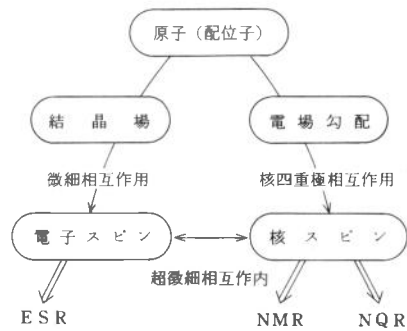 原子(配位子)
結晶場
電場勾配
微細相互作用
核四重極相互作用
電子スピン
核スピン
超微細相互作内
ESR
NMR
NQR